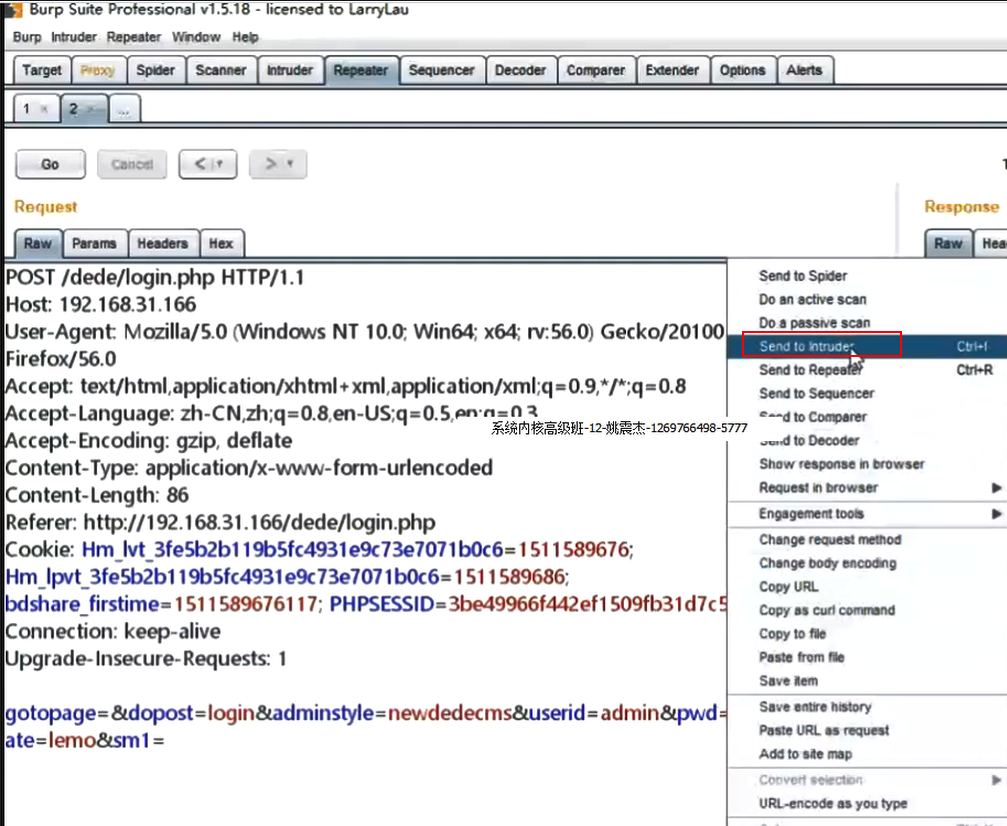 Burp Suite Professional v1.5.18 - licensed to LarryLau
Burp Intruder Repeater Window Help
Target Proxy Spider Scanner Intruder Repeater Sequencer Decoder Comparer Extender Options Alerts
1 × 2 × ...
Go Cancel < >
Request
Response
Raw Params Headers Hex
Raw
POST /dede/login.php HTTP/1.1
Host: 192.168.31.166
User-Agent: Mozilla/5.0 (Windows NT 10.0; Win64; x64; rv:56.0) Gecko/20100
Firefox/56.0
Accept: text/html,application/xhtml+xml,application/xml;q=0.9,*/*;q=0.8
Accept-Language: zh-CN,zh;q=0.8,en-US;q=0.5,en;q=0.3
Accept-Encoding: gzip, deflate
Content-Type: application/x-www-form-urlencoded
Content-Length: 86
Referer: http://192.168.31.166/dede/login.php
Cookie: Hm_lvt_3fe5b2b119b5fc4931e9c73e7071b0c6=1511589676;
Hm_lpvt_3fe5b2b119b5fc4931e9c73e7071b0c6=1511589686;
bdshare_firstime=1511589676117; PHPSESSID=3be49966f442ef1509fb31d7c5
Connection: keep-alive
Upgrade-Insecure-Requests: 1
gotopage=&dopost=login&adminstyle=newdedecms&userid=admin&pwd=
ate=lemo&sm1=
系统内核高级班-12-姚震杰-1269766498-5777
Send to Spider
Do an active scan
Do a passive scan
Send to Intruder Ctrl+I
Send to Repeater Ctrl+R
Send to Sequencer
Send to Comparer
Send to Decoder
Show response in browser
Request in browser
Engagement tools
Change request method
Change body encoding
Copy URL
Copy as curl command
Copy to file
Paste from file
Save item
Save entire history
Paste URL as request
Add to site map
Convert selection
URL-encode as you type